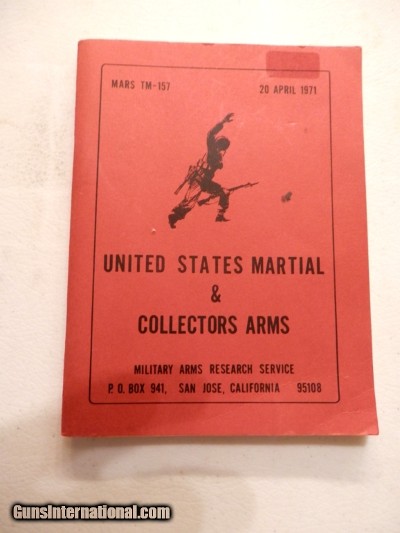 MARS TM-157 20 APRIL 1971
UNITED STATES MARTIAL
&
COLLECTORS ARMS
MILITARY ARMS RESEARCH SERVICE
P. O. BOX 941, SAN JOSE, CALIFORNIA 95108
GunsInternational.com